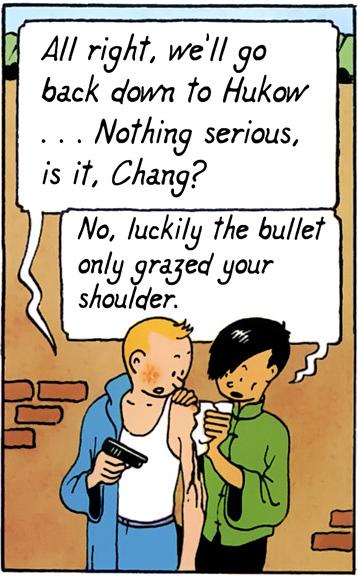 All right, we'll go
back down to Hukow
. . . Nothing serious,
is it, Chang?
No, luckily the bullet
only grazed your
shoulder.